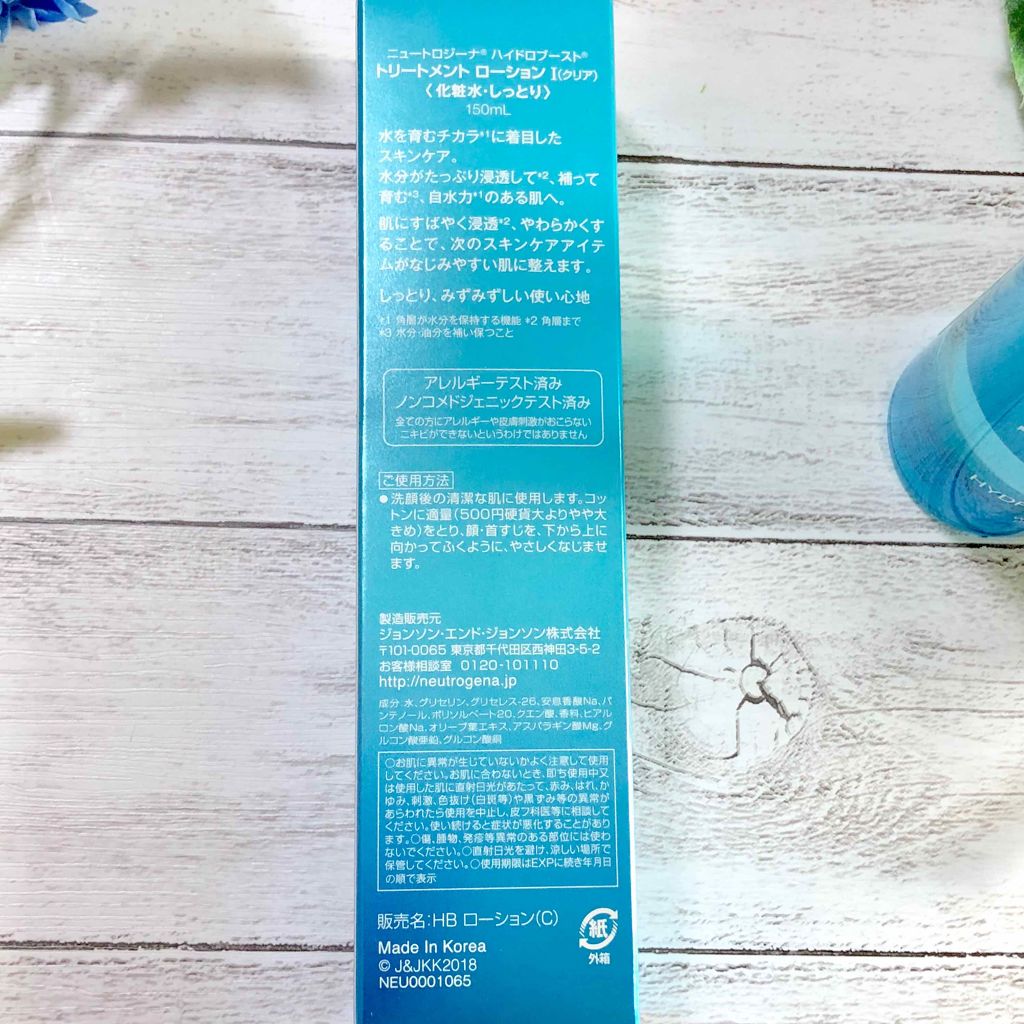 ニュートロジーナ® ハイドロブースト®
トリートメント ローション I(クリア)
〈化粧水・しっとり〉
150mL
水を育むチカラ*1に着目した
スキンケア。
水分がたっぷり浸透して*2、補って
育む*3、自水力*1のある肌へ。
肌にすばやく浸透*2、やわらかくす
ることで、次のスキンケアアイテ
ムがなじみやすい肌に整えます。
しっとり、みずみずしい使い心地
*1 角層が水分を保持する機能 *2 角層まで
*3 水分・油分を補い保つこと
アレルギーテスト済み
ノンコメドジェニックテスト済み
全ての方にアレルギーや皮膚刺激がおこらない
ニキビができないというわけではありません
ご使用方法
●洗顔後の清潔な肌に使用します。コッ
トンに適量(500円硬貨大よりやや大
きめ)をとり、顔・首すじを、下から上に
向かってふくように、やさしくなじませ
ます。
製造販売元
ジョンソン・エンド・ジョンソン株式会社
〒101-0065 東京都千代田区西神田3-5-2
お客様相談室 0120-101110
http://neutrogena.jp
成分:水、グリセリン、グリセレス-26、安息香酸Na、パ
ンテノール、ポリソルベート20、クエン酸、香料、ヒアル
ロン酸Na、オリーブ葉エキス、アスパラギン酸Mg、グ
ルコン酸亜鉛、グルコン酸銅
○お肌に異常が生じていないかよく注意して使用
してください。お肌に合わないとき、即ち使用中又
は使用した肌に直射日光があたって、赤み、はれ、か
ゆみ、刺激、色抜け(白斑等)や黒ずみ等の異常が
あらわれたら使用を中止し、皮フ科医等に相談して
ください。使い続けると症状が悪化することがあり
ます。○傷、腫物、発疹等異常のある部位には使わ
ないでください。○直射日光を避け、涼しい場所で
保管してください。○使用期限はEXPに続き年月日
の順で表示
販売名:HB ローション(C)
紙
外箱
Made In Korea
© J&JKK2018
NEU0001065
HYD